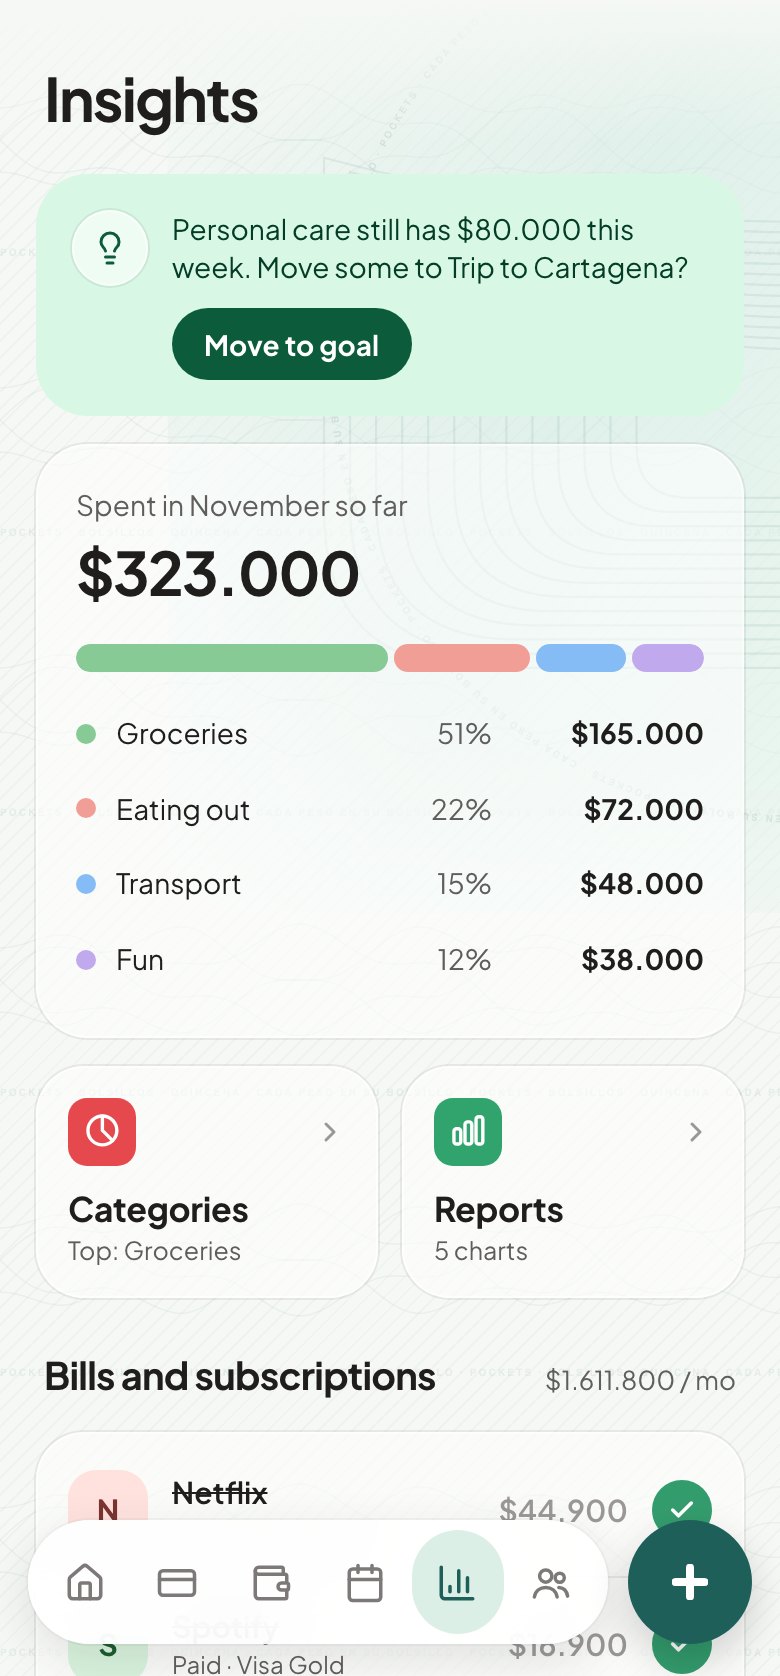 Insights
Personal care still has $80.000 this
week. Move some to Trip to Cartagena?
Move to goal
Spent in November so far
$323.000
Groceries 51% $165.000
Eating out 22% $72.000
Transport 15% $48.000
Fun 12% $38.000
Categories
Top: Groceries
Reports
5 charts
Bills and subscriptions $1.611.800 / mo
N Netflix $44.900
S Spotify $16.900
Paid · Visa Gold